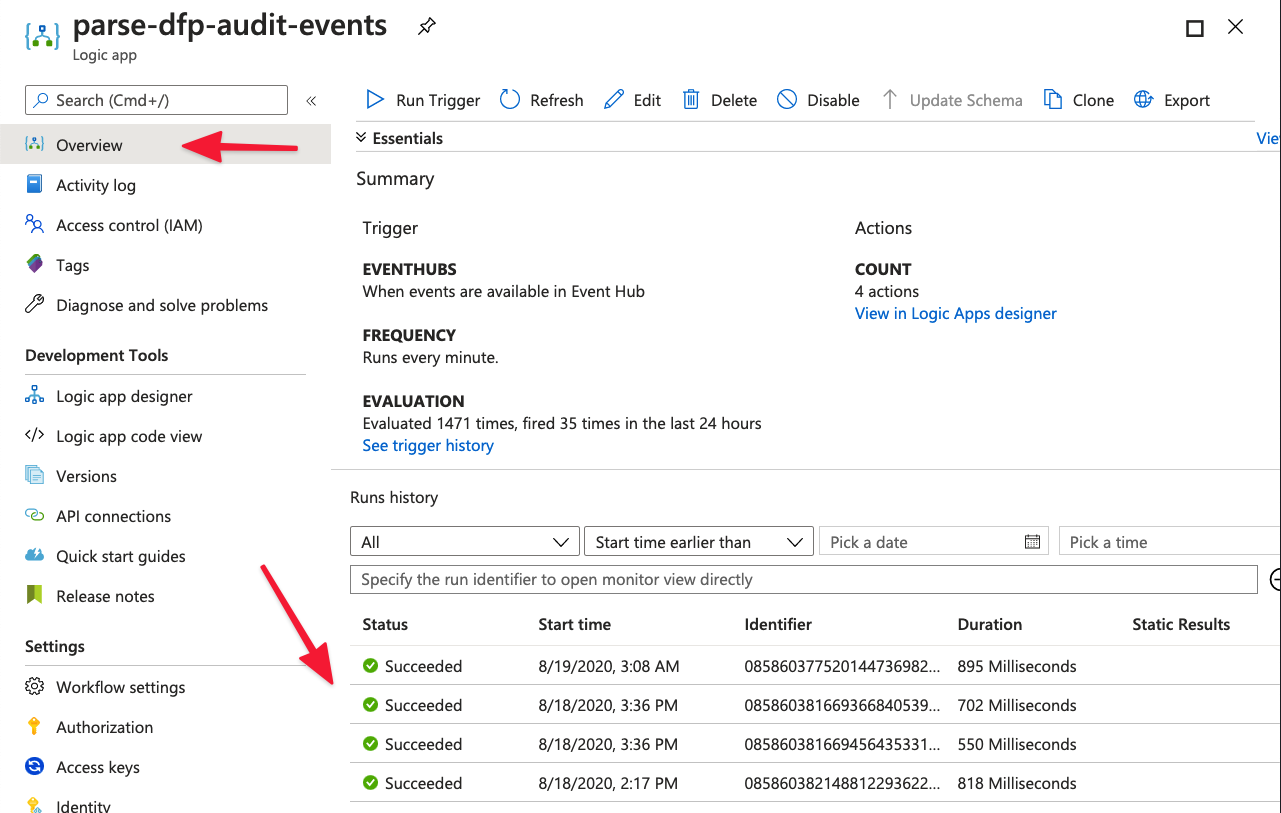 parse-dfp-audit-events
Logic app
Search (Cmd+/)
«
Overview
Activity log
Access control (IAM)
Tags
Diagnose and solve problems
Development Tools
Logic app designer
Logic app code view
Versions
API connections
Quick start guides
Release notes
Settings
Workflow settings
Authorization
Access keys
Identity
Run Trigger Refresh Edit Delete Disable Update Schema Clone Export
Essentials Vie
Summary
Trigger
EVENTHUBS
When events are available in Event Hub
FREQUENCY
Runs every minute.
EVALUATION
Evaluated 1471 times, fired 35 times in the last 24 hours
See trigger history
Actions
COUNT
4 actions
View in Logic Apps designer
Runs history
All Start time earlier than Pick a date Pick a time
Specify the run identifier to open monitor view directly
Status Start time Identifier Duration Static Results
Succeeded 8/19/2020, 3:08 AM 085860377520144736982... 895 Milliseconds
Succeeded 8/18/2020, 3:36 PM 085860381669366840539... 702 Milliseconds
Succeeded 8/18/2020, 3:36 PM 085860381669456435331... 550 Milliseconds
Succeeded 8/18/2020, 2:17 PM 085860382148812293622... 818 Milliseconds